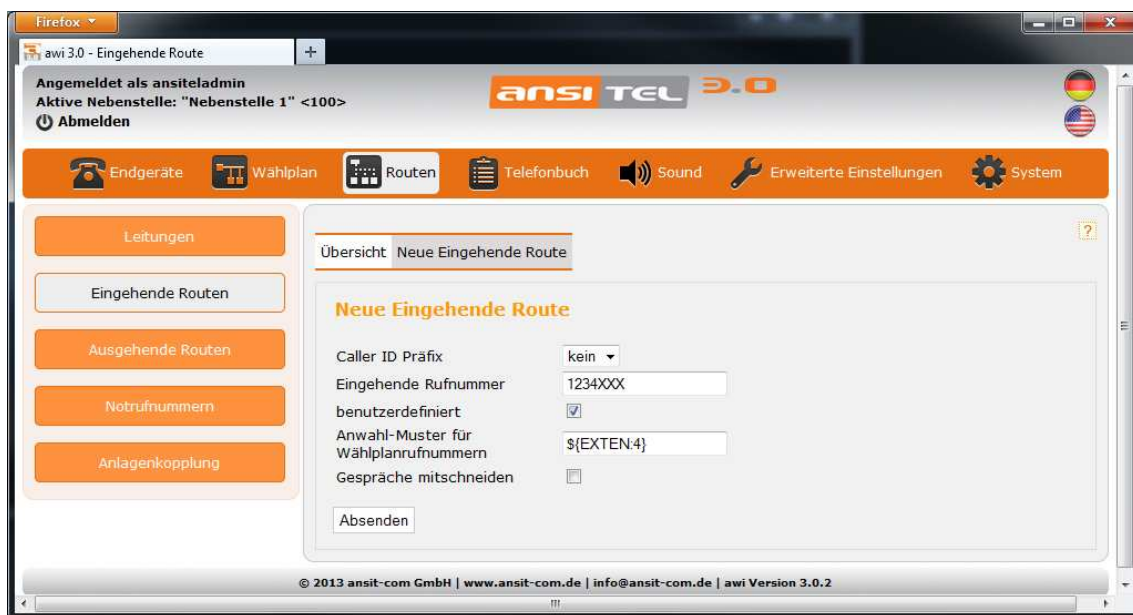 Firefox
awi 3.0 - Eingehende Route
Angemeldet als ansiteladmin
Aktive Nebenstelle: "Nebenstelle 1" <100>
Abmelden
ansi TEL 3.0
Endgeräte Wählplan Routen Telefonbuch Sound Erweiterte Einstellungen System
Leitungen
Eingehende Routen
Ausgehende Routen
Notrufnummern
Anlagenkopplung
?
Übersicht Neue Eingehende Route
Neue Eingehende Route
Caller ID Präfix kein
Eingehende Rufnummer 1234XXX
benutzerdefiniert
Anwahl-Muster für
Wählplanrufnummern ${EXTEN:4}
Gespräche mitschneiden
Absenden
© 2013 ansit-com GmbH | www.ansit-com.de | info@ansit-com.de | awi Version 3.0.2